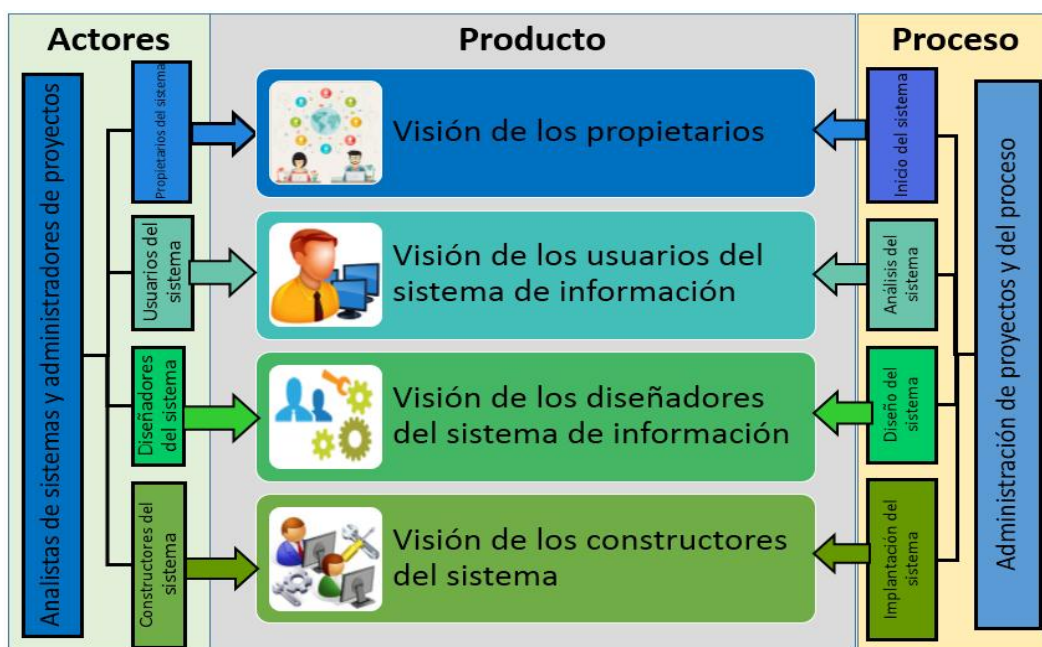 Actores
Producto
Proceso
Analistas de sistemas y administradores de proyectos
Propietarios del sistema
Usuarios del
sistema
Diseñadores
del sistema
Constructores del
sistema
Visión de los propietarios
Visión de los usuarios del
sistema de información
Visión de los diseñadores
del sistema de información
Visión de los constructores
del sistema
Inicio del sistema
Análisis del
sistema
Diseño del
sistema
Implantación del
sistema
Administración de proyectos y del proceso